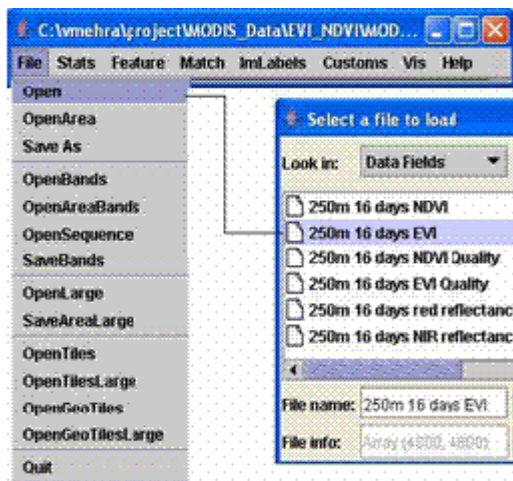 C:\vmehra\project\MODIS_Data\EVI_NDVI\MOD...
File Stats Feature Match ImLabels Customs Vis Help
Open
OpenArea
Save As
OpenBands
OpenAreaBands
OpenSequence
SaveBands
OpenLarge
SaveAreaLarge
OpenTiles
OpenTilesLarge
OpenGeoTiles
OpenGeoTilesLarge
Quit
Select a file to load
Look in: Data Fields
250m 16 days NDVI
250m 16 days EVI
250m 16 days NDVI Quality
250m 16 days EVI Quality
250m 16 days red reflectanc
250m 16 days NIR reflectanc
File name: 250m 16 days EVI
File info: Array (4800, 4800)